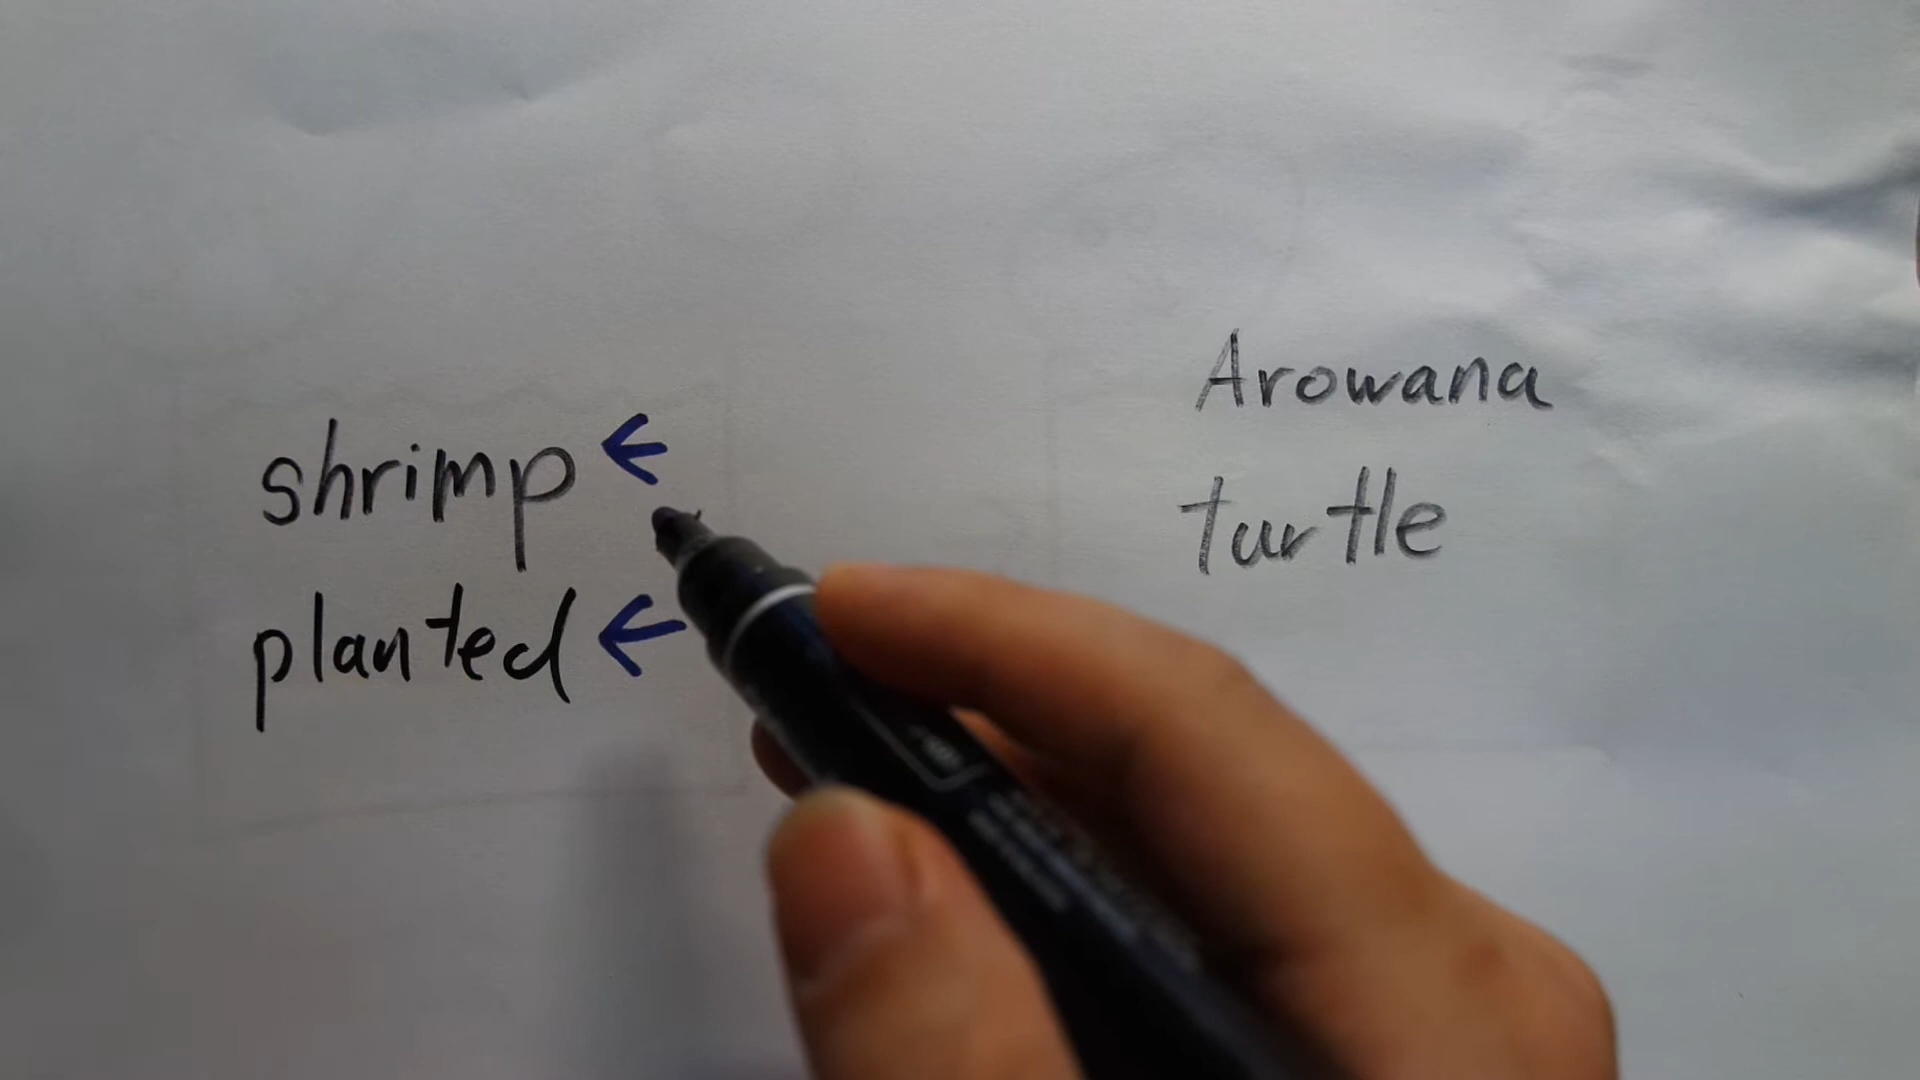 shrimp ←
planted ←
Arowana
turtle